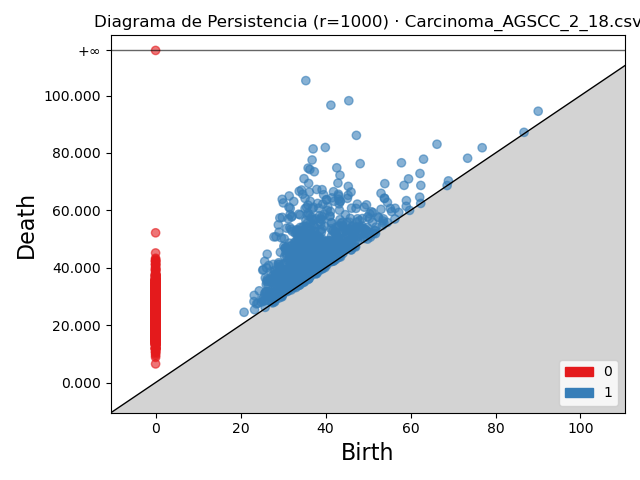 Diagrama de Persistencia (r=1000) · Carcinoma_AGSCC_2_18.csv
+∞
100.000
80.000
60.000
40.000
20.000
0.000
Death
0 20 40 60 80 100
Birth
0
1